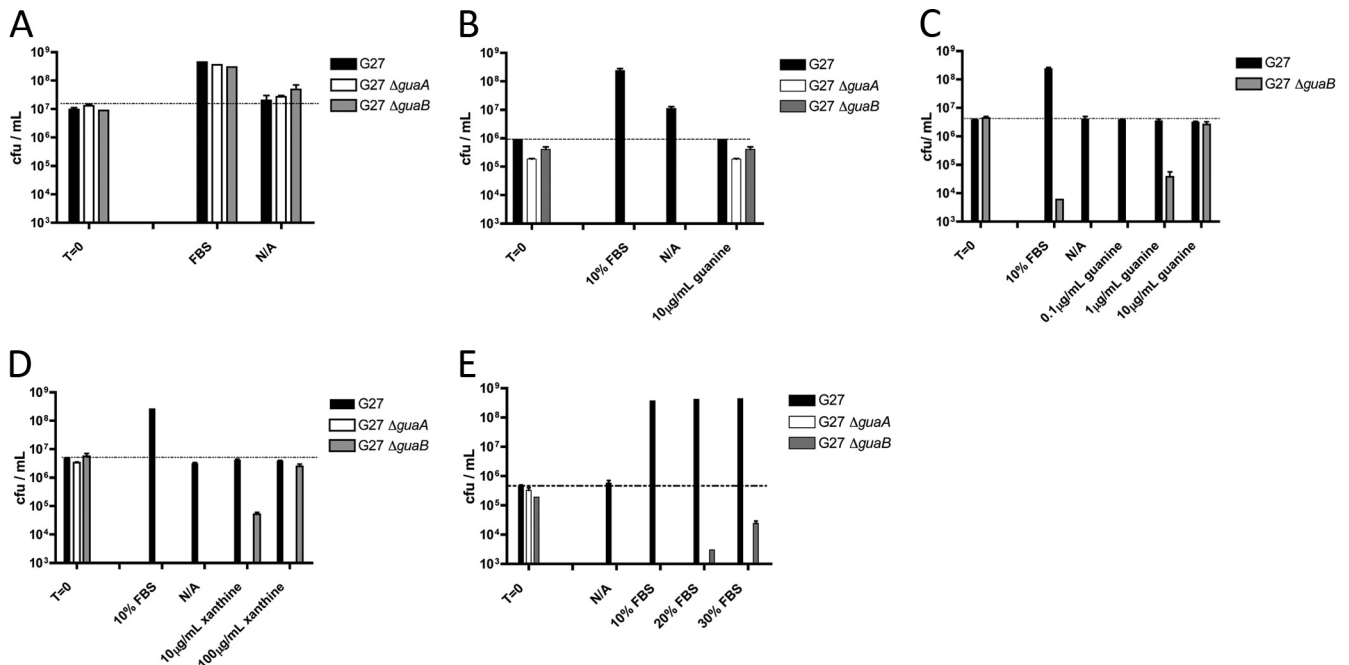 A
10⁹
10⁸
10⁷
10⁶
10⁵
10⁴
10³
cfu / mL
T=0
FBS
N/A
G27
G27 ΔguaA
G27 ΔguaB
B
10⁹
10⁸
10⁷
10⁶
10⁵
10⁴
10³
cfu / mL
T=0
10% FBS
N/A
10μg/mL guanine
G27
G27 ΔguaA
G27 ΔguaB
C
10⁹
10⁸
10⁷
10⁶
10⁵
10⁴
10³
cfu/ mL
T=0
10% FBS
N/A
0.1μg/mL guanine
1μg/mL guanine
10μg/mL guanine
G27
G27 ΔguaB
D
10⁹
10⁸
10⁷
10⁶
10⁵
10⁴
10³
cfu / mL
T=0
10% FBS
N/A
10μg/mL xanthine
100μg/mL xanthine
G27
G27 ΔguaA
G27 ΔguaB
E
10⁹
10⁸
10⁷
10⁶
10⁵
10⁴
10³
cfu / mL
T=0
N/A
10% FBS
20% FBS
30% FBS
G27
G27 ΔguaA
G27 ΔguaB